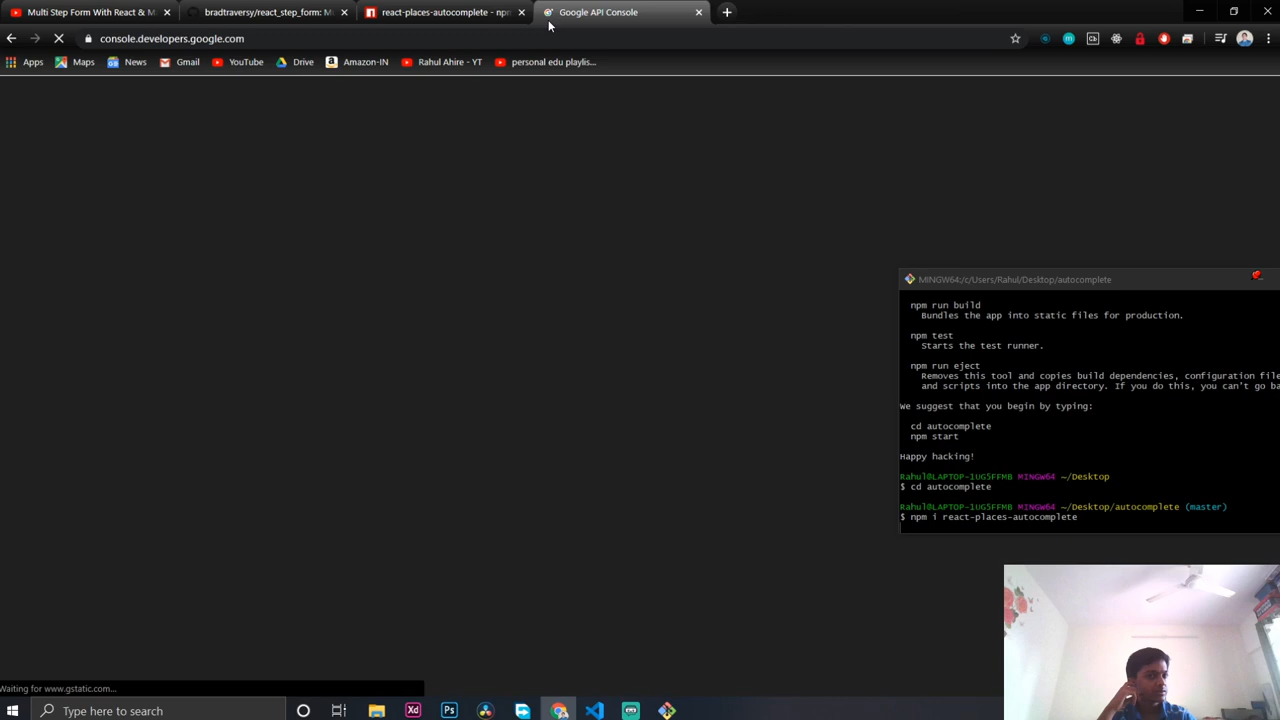 Multi Step Form With React & M
bradtraversy/react_step_form: M
react-places-autocomplete - npm
Google API Console
console.developers.google.com
Apps
Maps
News
Gmail
YouTube
Drive
Amazon-IN
Rahul Ahire - YT
personal edu playlis...
MINGW64:/c/Users/Rahul/Desktop/autocomplete
npm run build
Bundles the app into static files for production.
npm test
Starts the test runner.
npm run eject
Removes this tool and copies build dependencies, configuration file
and scripts into the app directory. If you do this, you can't go ba
We suggest that you begin by typing:
cd autocomplete
npm start
Happy hacking!
Rahul@LAPTOP-1UG5FFMB MINGW64 ~/Desktop
$ cd autocomplete
Rahul@LAPTOP-1UG5FFMB MINGW64 ~/Desktop/autocomplete (master)
$ npm i react-places-autocomplete
Waiting for www.gstatic.com...
Type here to search